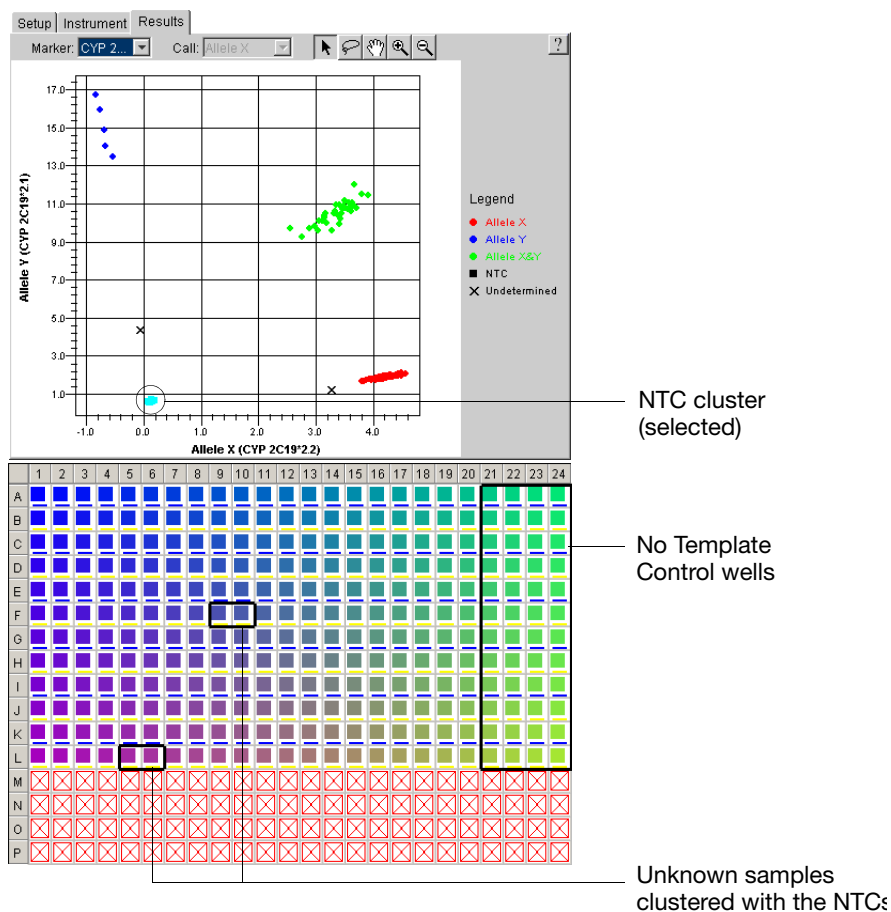 Setup Instrument Results
Marker: CYP 2... Call: Allele X ?
17.0
15.0
13.0
11.0
9.0
7.0
5.0
3.0
1.0
Allele Y (CYP 2C19*2.1)
-1.0 0.0 1.0 2.0 3.0 4.0
Allele X (CYP 2C19*2.2)
Legend
Allele X
Allele Y
Allele X&Y
NTC
Undetermined
NTC cluster
(selected)
1 2 3 4 5 6 7 8 9 10 11 12 13 14 15 16 17 18 19 20 21 22 23 24
A
B
C
D
E
F
G
H
I
J
K
L
M
N
O
P
No Template
Control wells
Unknown samples
clustered with the NTCs